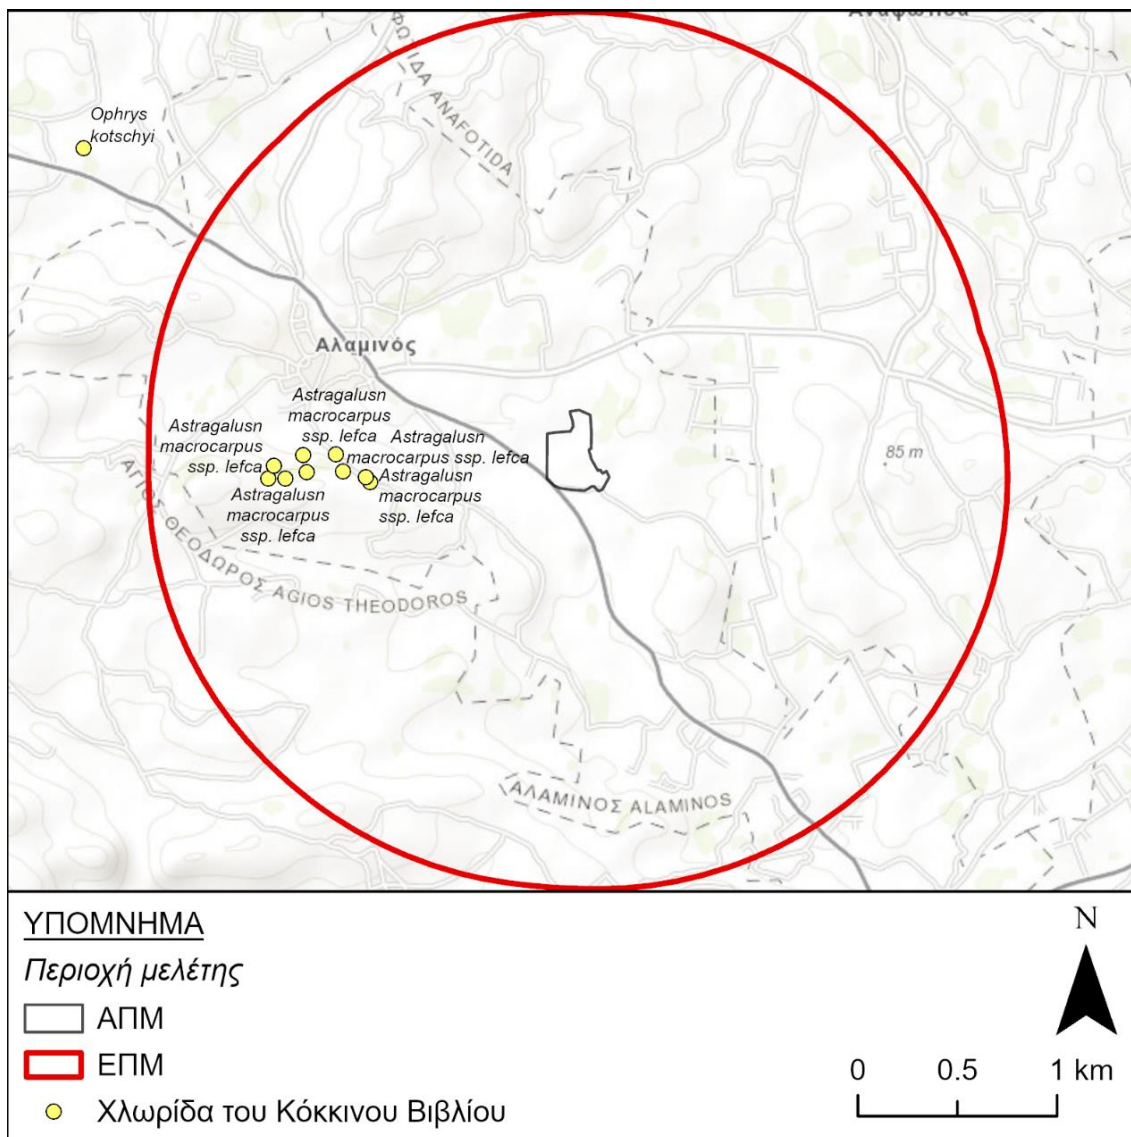 Αναφωτίδα
ΦΩΤΙΔΑ ANAFOTIDA
Ophrys
kotschyi
Αλαμινός
Astragalusn
macrocarpus
ssp. lefca
Astragalusn
macrocarpus
ssp. lefca
Astragalusn
macrocarpus ssp. lefca
Astragalusn
macrocarpus
ssp. lefca
Astragalusn
macrocarpus
ssp. lefca
85 m
ΑΓΙΟΣ ΘΕΟΔΩΡΟΣ AGIOS THEODOROS
ΑΛΑΜΙΝΟΣ ALAMINOS
ΥΠΟΜΝΗΜΑ
Περιοχή μελέτης
ΑΠΜ
ΕΠΜ
Χλωρίδα του Κόκκινου Βιβλίου
N
0 0.5 1 km